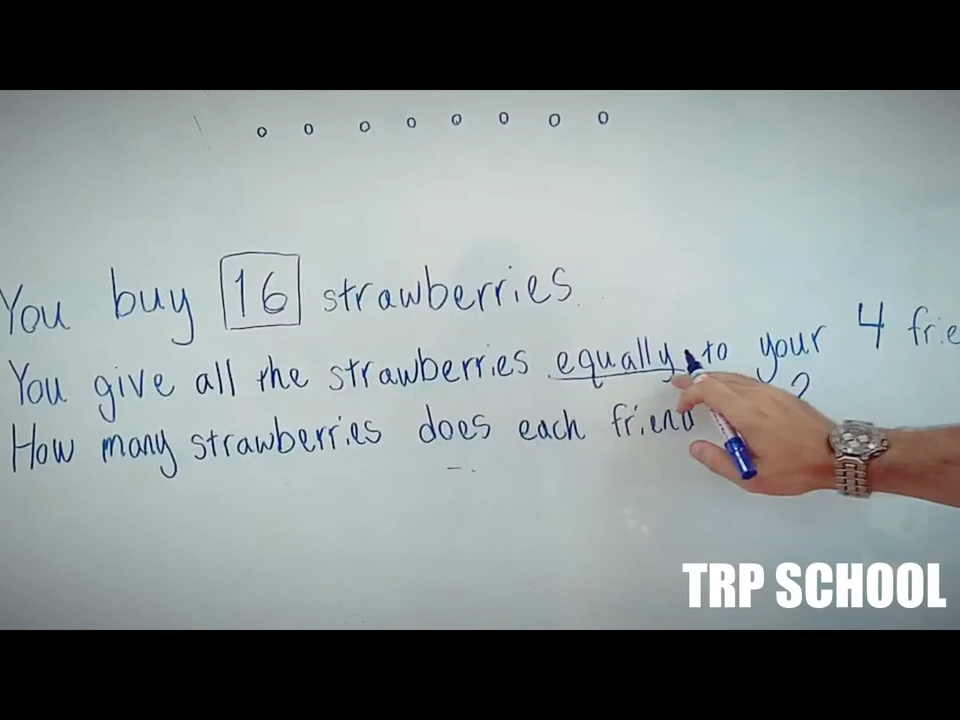 o o o o o o o o
You buy 16 strawberries.
You give all the strawberries equally to your 4 frie
How many strawberries does each friend ?
TRP SCHOOL